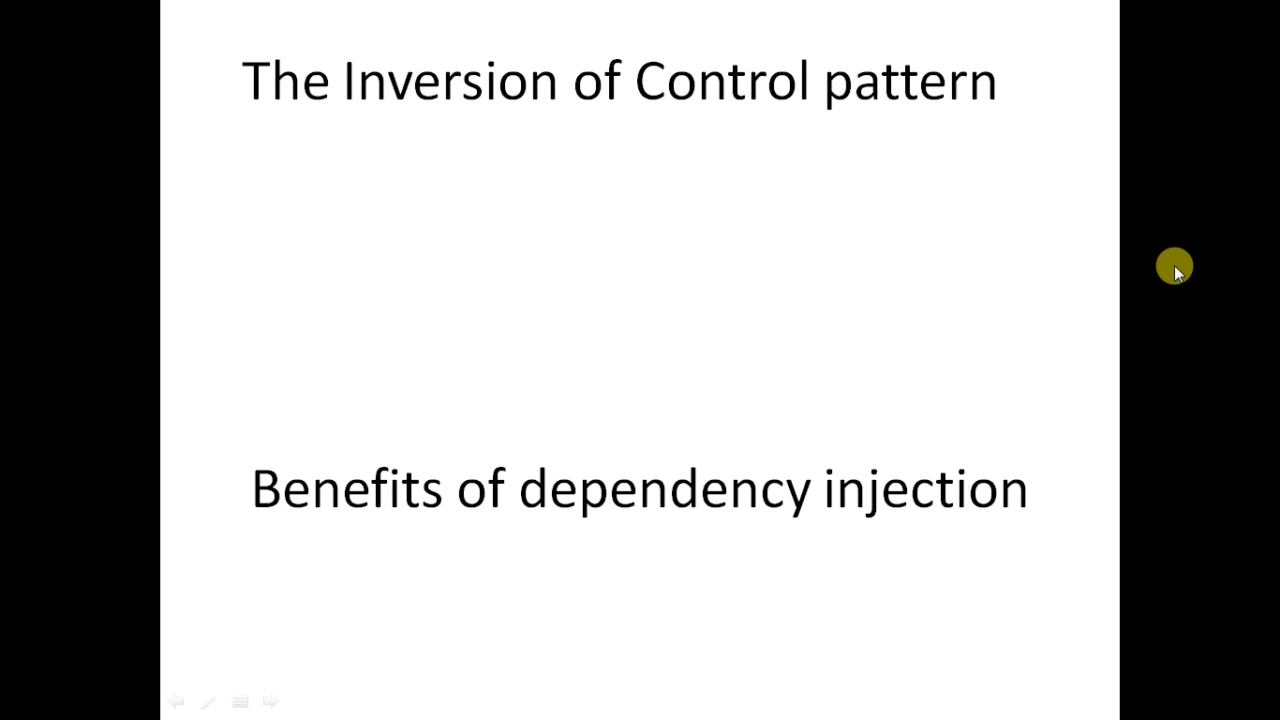 The Inversion of Control pattern
Benefits of dependency injection